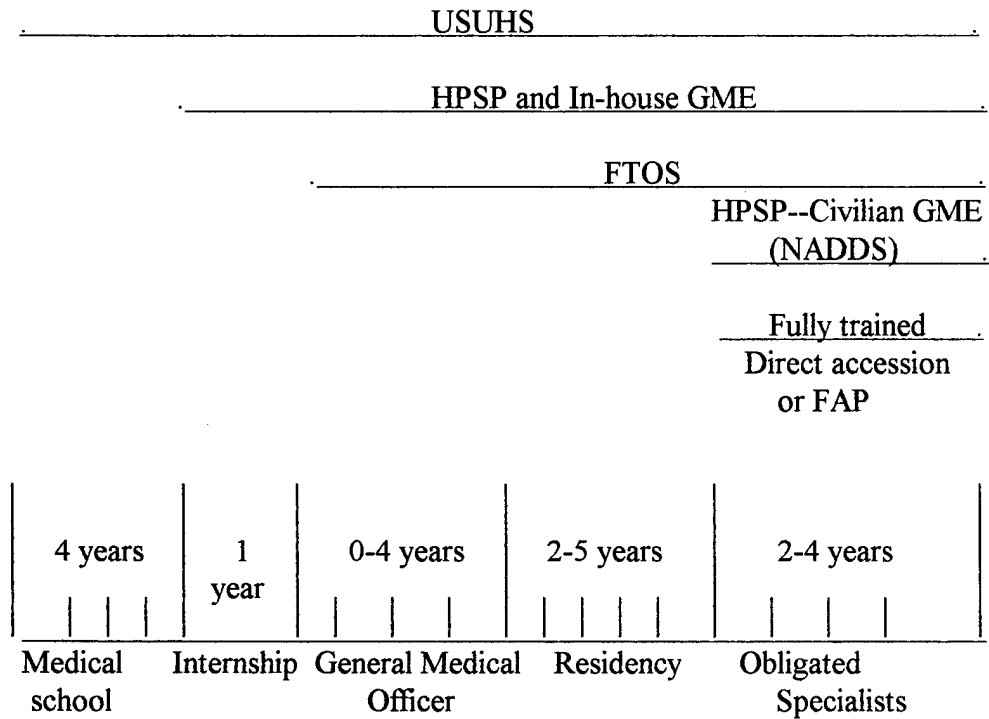 USUHS
HPSP and In-house GME
FTOS
HPSP--Civilian GME
(NADDS)
Fully trained
Direct accession
or FAP
4 years
1
year
0-4 years
2-5 years
2-4 years
Medical
school
Internship
General Medical
Officer
Residency
Obligated
Specialists